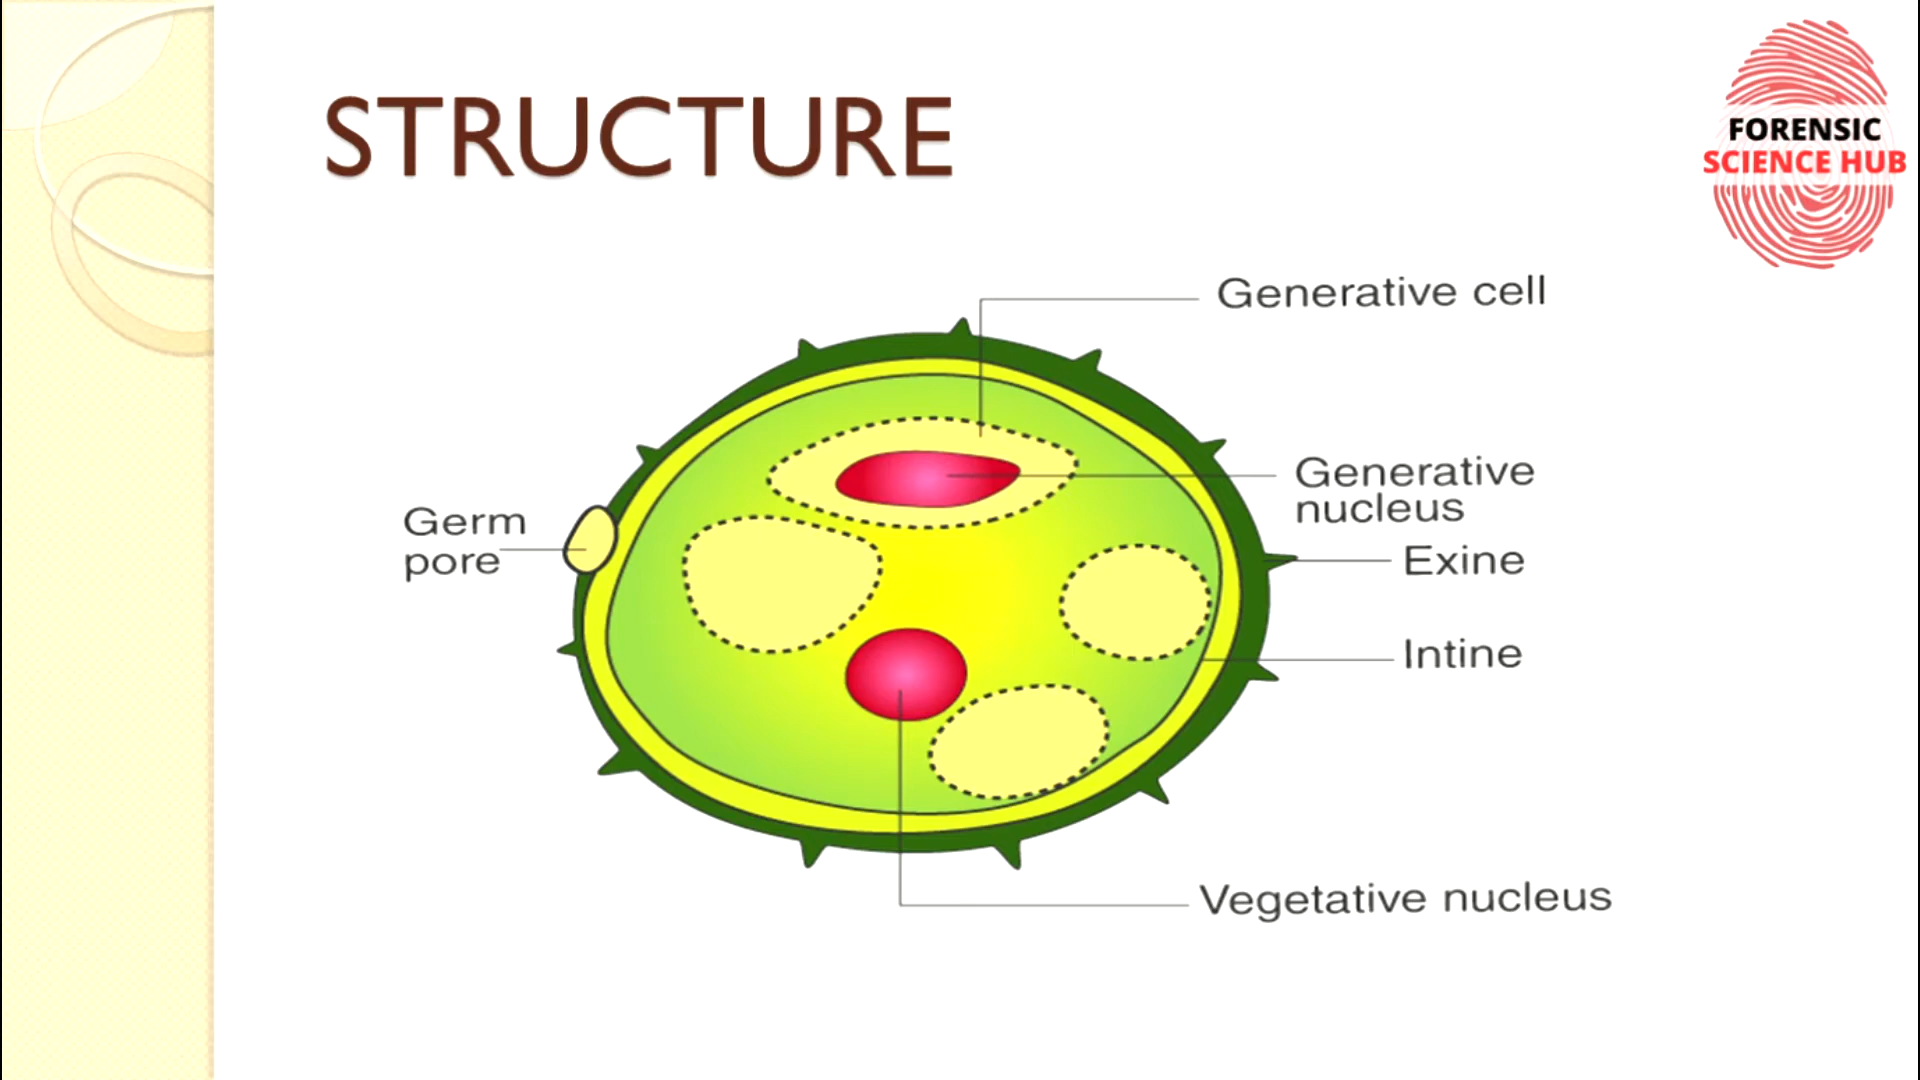 STRUCTURE
FORENSIC
SCIENCE HUB
Generative cell
Generative
nucleus
Germ
pore
Exine
Intine
Vegetative nucleus